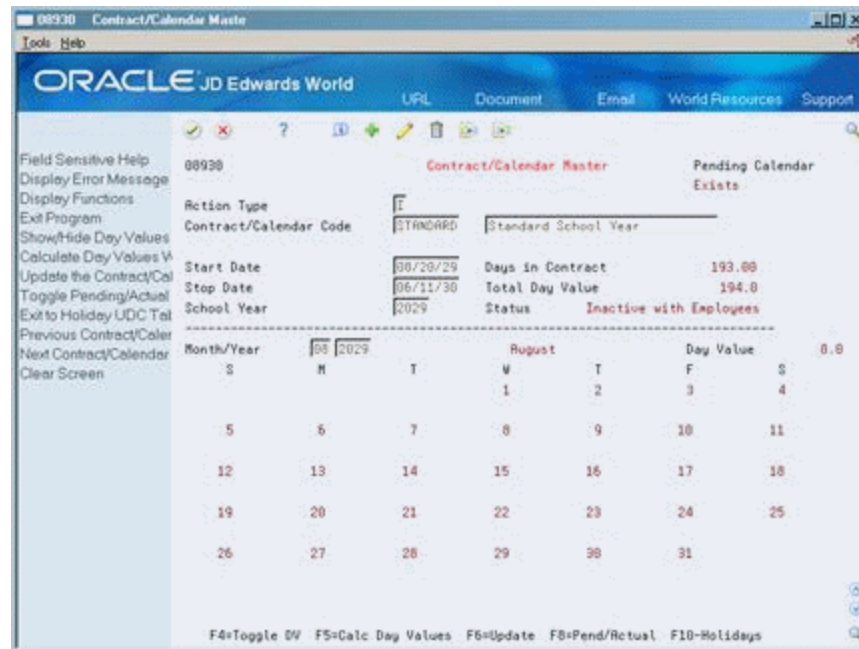 08930 Contract/Calendar Maste
Tools Help
ORACLE JD Edwards World
URL Document Email World Resources Support
Field Sensitive Help
Display Error Message
Display Functions
Exit Program
Show/Hide Day Values
Calculate Day Values W
Update the Contract/Cal
Toggle Pending/Actual
Exit to Holiday UDC Tab
Previous Contract/Caler
Next Contract/Calendar
Clear Screen
08930 Contract/Calendar Master Pending Calendar
Exists
Action Type I
Contract/Calendar Code STANDARD Standard School Year
Start Date 08/20/29 Days in Contract 193.00
Stop Date 06/11/30 Total Day Value 194.0
School Year 2029 Status Inactive with Employees
Month/Year 08 2029 August Day Value 0.0
S M T W T F S
1 2 3 4
5 6 7 8 9 10 11
12 13 14 15 16 17 18
19 20 21 22 23 24 25
26 27 28 29 30 31
F4=Toggle DV F5=Calc Day Values F6=Update F8=Pend/Actual F10-Holidays